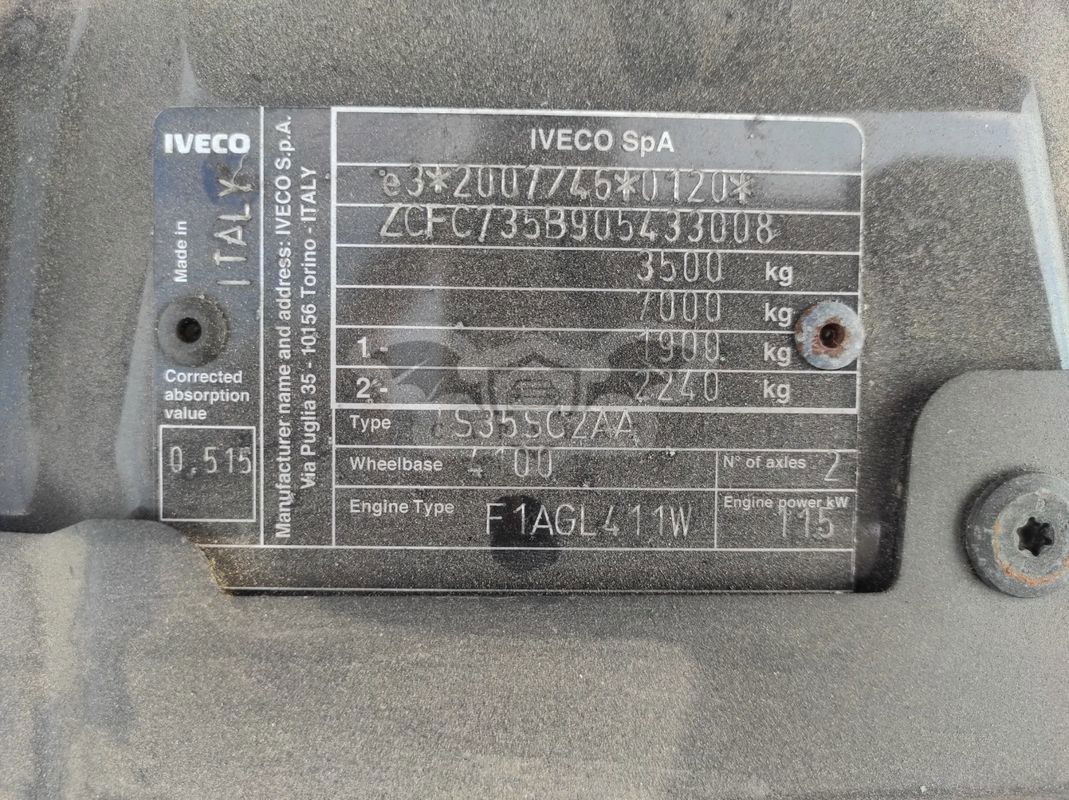 IVECO
Made in
ITALY
Corrected
absorption
value
0,515
Manufacturer name and address: IVECO S.p.A.
Via Puglia 35 - 10156 Torino - ITALY
IVECO SpA
e3*2007/46*0120*
ZCFC735B905433008
3500 kg
7000 kg
1- 1900 kg
2- 2240 kg
Type IS35SC2AA
Wheelbase 4100 N° of axles 2
Engine Type F1AGL411W Engine power kW 115